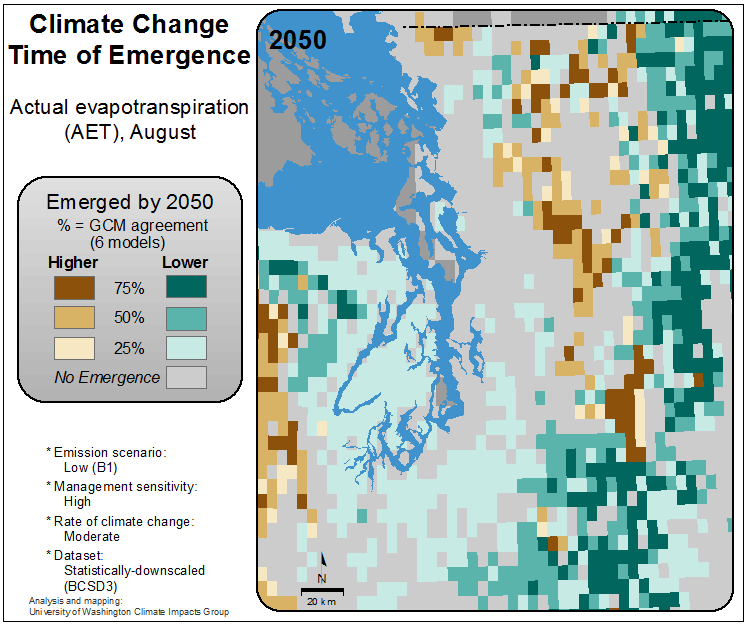 Climate Change
Time of Emergence
Actual evapotranspiration
(AET), August
Emerged by 2050
% = GCM agreement
(6 models)
Higher Lower
75%
50%
25%
No Emergence
* Emission scenario:
Low (B1)
* Management sensitivity:
High
* Rate of climate change:
Moderate
* Dataset:
Statistically-downscaled
(BCSD3)
Analysis and mapping:
University of Washington Climate Impacts Group
2050
N
20 km